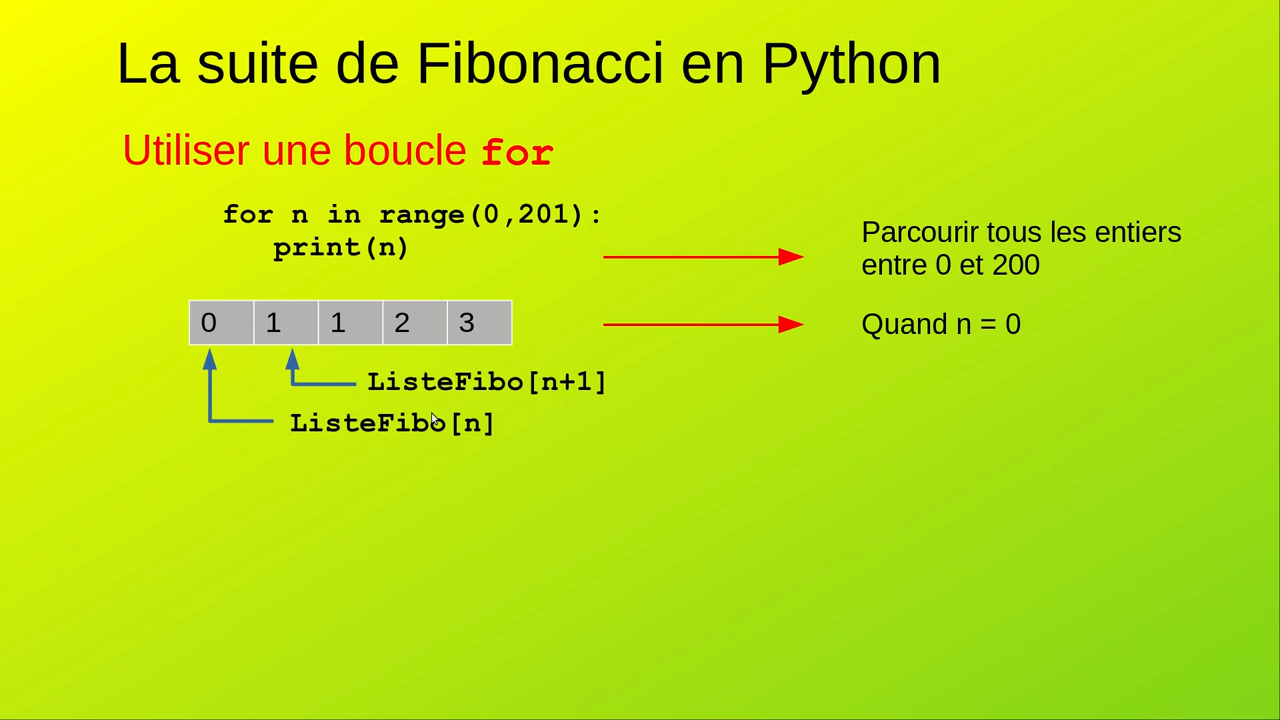 La suite de Fibonacci en Python
Utiliser une boucle for
for n in range(0,201):
print(n)
Parcourir tous les entiers
entre 0 et 200
0 1 1 2 3
Quand n = 0
ListeFibo[n+1]
ListeFibo[n]